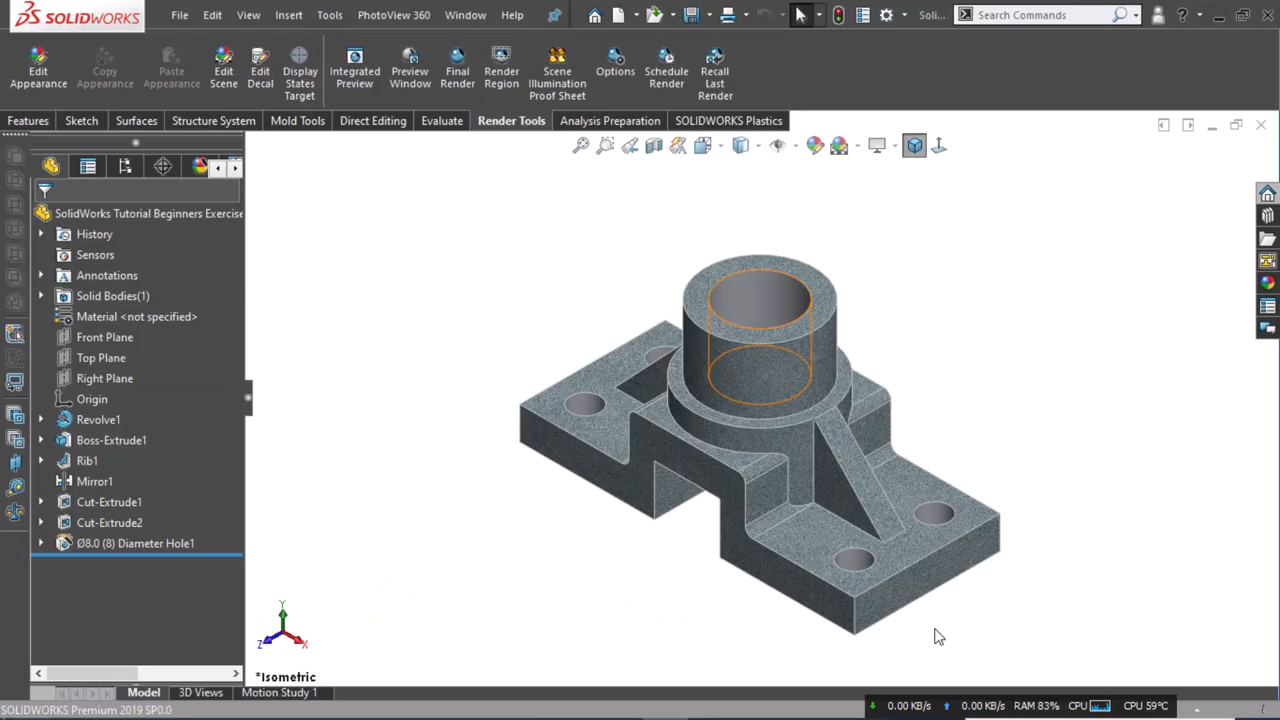 SOLIDWORKS File Edit View Insert Tools PhotoView 360 Window Help Soli... Search Commands ?
Edit Appearance
Copy Appearance
Paste Appearance
Edit Scene
Edit Decal
Display States Target
Integrated Preview
Preview Window
Final Render
Render Region
Scene Illumination Proof Sheet
Options
Schedule Render
Recall Last Render
Features Sketch Surfaces Structure System Mold Tools Direct Editing Evaluate Render Tools Analysis Preparation SOLIDWORKS Plastics
SolidWorks Tutorial Beginners Exercise
History
Sensors
Annotations
Solid Bodies(1)
Material <not specified>
Front Plane
Top Plane
Right Plane
Origin
Revolve1
Boss-Extrude1
Rib1
Mirror1
Cut-Extrude1
Cut-Extrude2
Ø8.0 (8) Diameter Hole1
Y
Z
X
*Isometric
Model 3D Views Motion Study 1
SOLIDWORKS Premium 2019 SP0.0
0.00 KB/s 0.00 KB/s RAM 83% CPU CPU 59°C